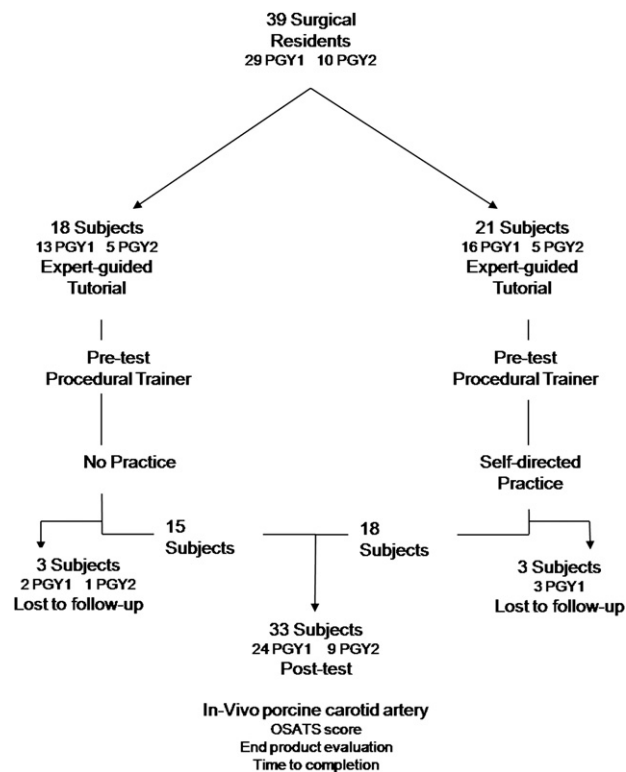 39 Surgical
Residents
29 PGY1 10 PGY2
18 Subjects
13 PGY1 5 PGY2
Expert-guided
Tutorial
21 Subjects
16 PGY1 5 PGY2
Expert-guided
Tutorial
Pre-test
Procedural Trainer
Pre-test
Procedural Trainer
No Practice
Self-directed
Practice
15
Subjects
18
Subjects
3 Subjects
2 PGY1 1 PGY2
Lost to follow-up
3 Subjects
3 PGY1
Lost to follow-up
33 Subjects
24 PGY1 9 PGY2
Post-test
In-Vivo porcine carotid artery
OSATS score
End product evaluation
Time to completion